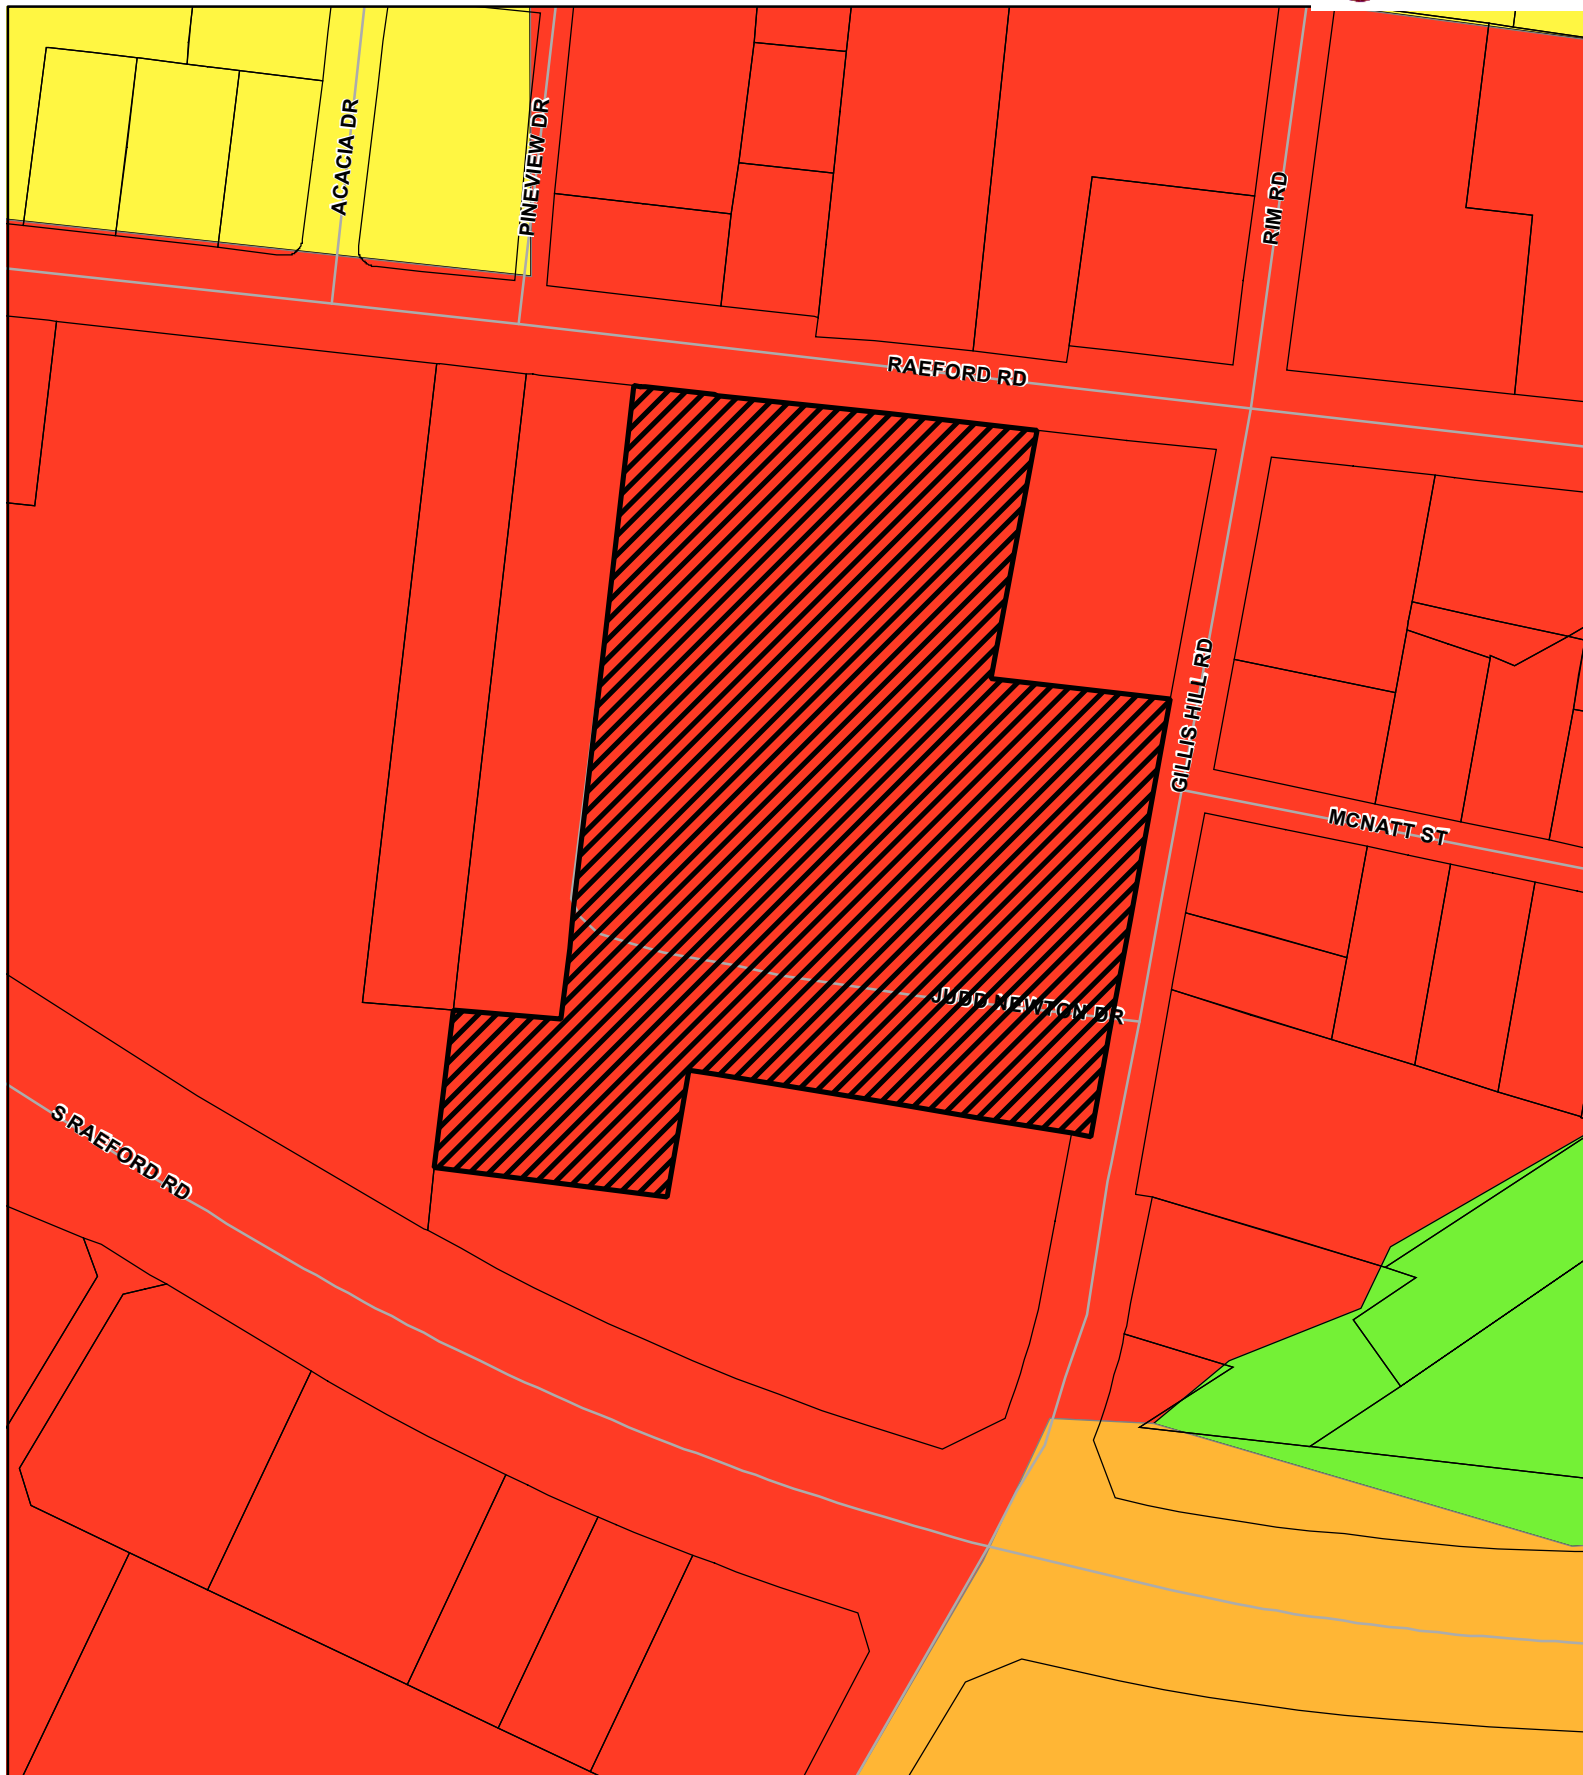 ACACIA DR
PINEVIEW DR
RIM RD
RAEFORD RD
GILLIS HILL RD
MCNATT ST
JUDD NEWTON DR
S RAEFORD RD